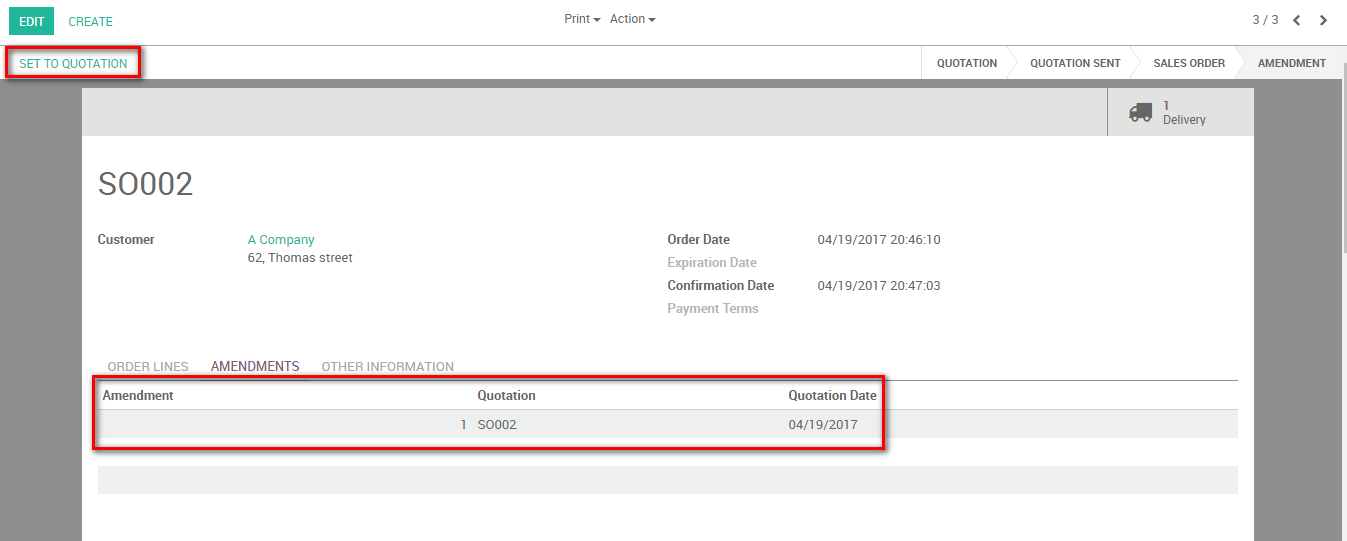 EDIT CREATE Print Action 3 / 3
SET TO QUOTATION QUOTATION QUOTATION SENT SALES ORDER AMENDMENT
1
Delivery
SO002
Customer A Company Order Date 04/19/2017 20:46:10
62, Thomas street
Expiration Date
Confirmation Date 04/19/2017 20:47:03
Payment Terms
ORDER LINES AMENDMENTS OTHER INFORMATION
Amendment Quotation Quotation Date
1 SO002 04/19/2017